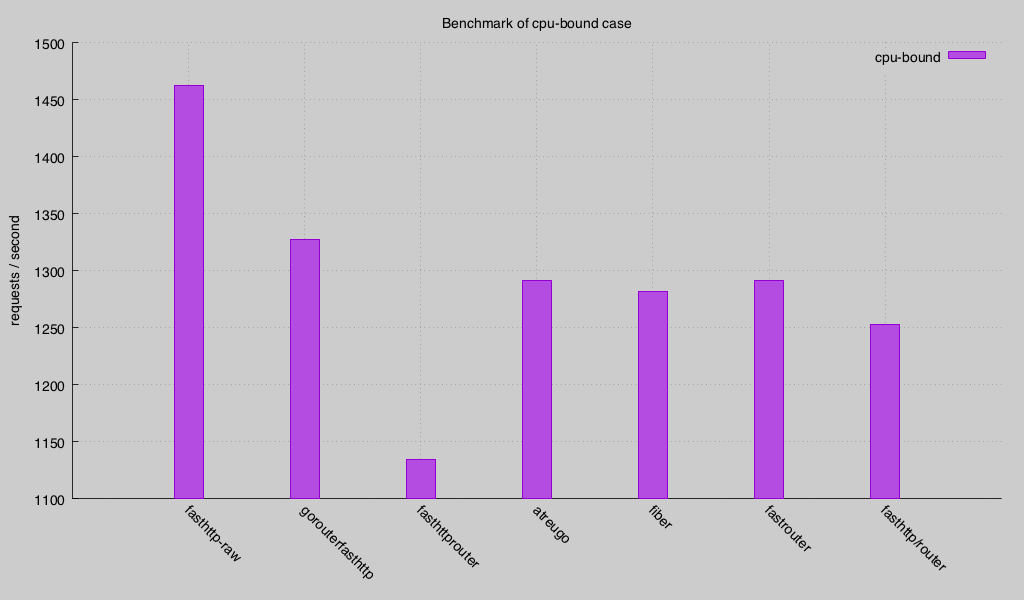 Benchmark of cpu-bound case
cpu-bound
requests / second
1500
1450
1400
1350
1300
1250
1200
1150
1100
fasthttp-raw
gorouterfasthttp
fasthttprouter
atreugo
fiber
fastrouter
fasthttp/router